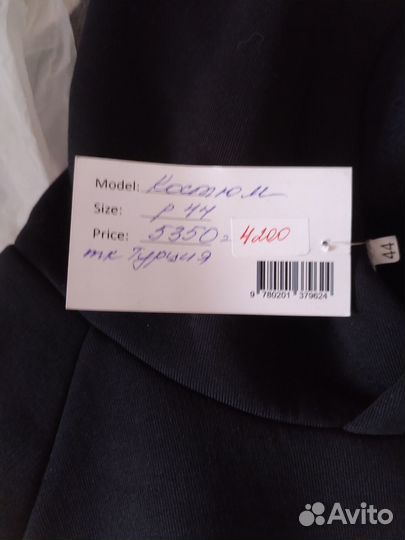 Model: Костюм
Size: р 44
Price: 5350= 4200
тк Турция
9 780201 379624
44
Avito